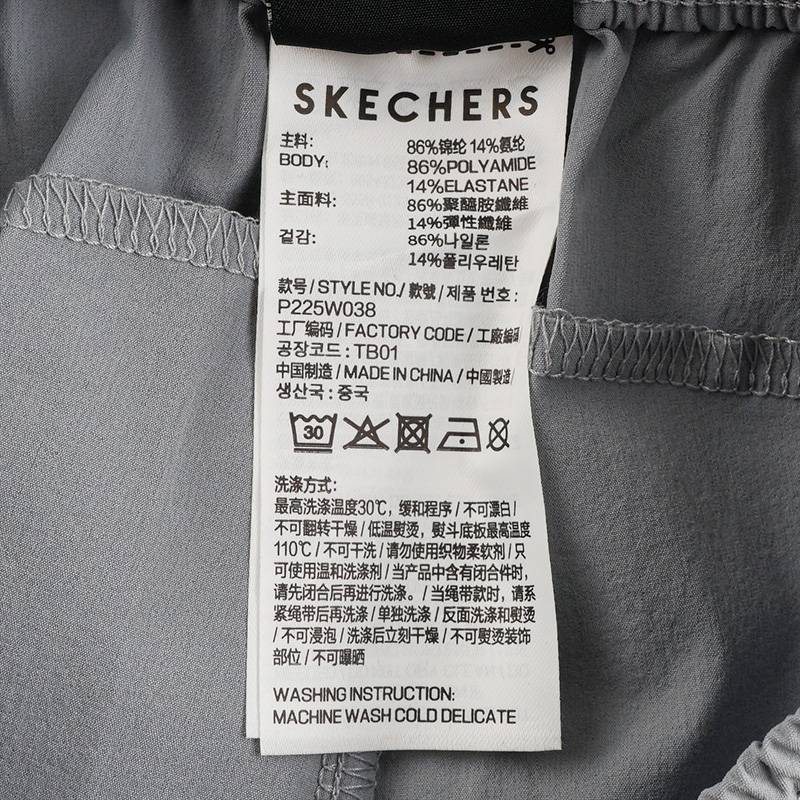 SKECHERS
主料: 86%锦纶 14%氨纶
BODY: 86%POLYAMIDE
14%ELASTANE
主面料: 86%聚醯胺纖維
14%彈性纖維
겉감: 86%나일론
14%폴리우레탄
款号 / STYLE NO./ 款號 / 제품 번호 :
P225W038
工厂编码 / FACTORY CODE / 工廠編碼
공장코드 : TB01
中国制造 / MADE IN CHINA / 中國製造/
생산국 : 중국
30
洗涤方式:
最高洗涤温度30℃, 缓和程序 / 不可漂白/
不可翻转干燥 / 低温熨烫, 熨斗底板最高温度
110℃ / 不可干洗 / 请勿使用织物柔软剂 / 只
可使用温和洗涤剂 / 当产品中含有闭合件时,
请先闭合后再进行洗涤。 / 当绳带款时, 请系
紧绳带后再洗涤 / 单独洗涤 / 反面洗涤和熨烫
/ 不可浸泡 / 洗涤后立刻干燥 / 不可熨烫装饰
部位 / 不可曝晒
WASHING INSTRUCTION:
MACHINE WASH COLD DELICATE